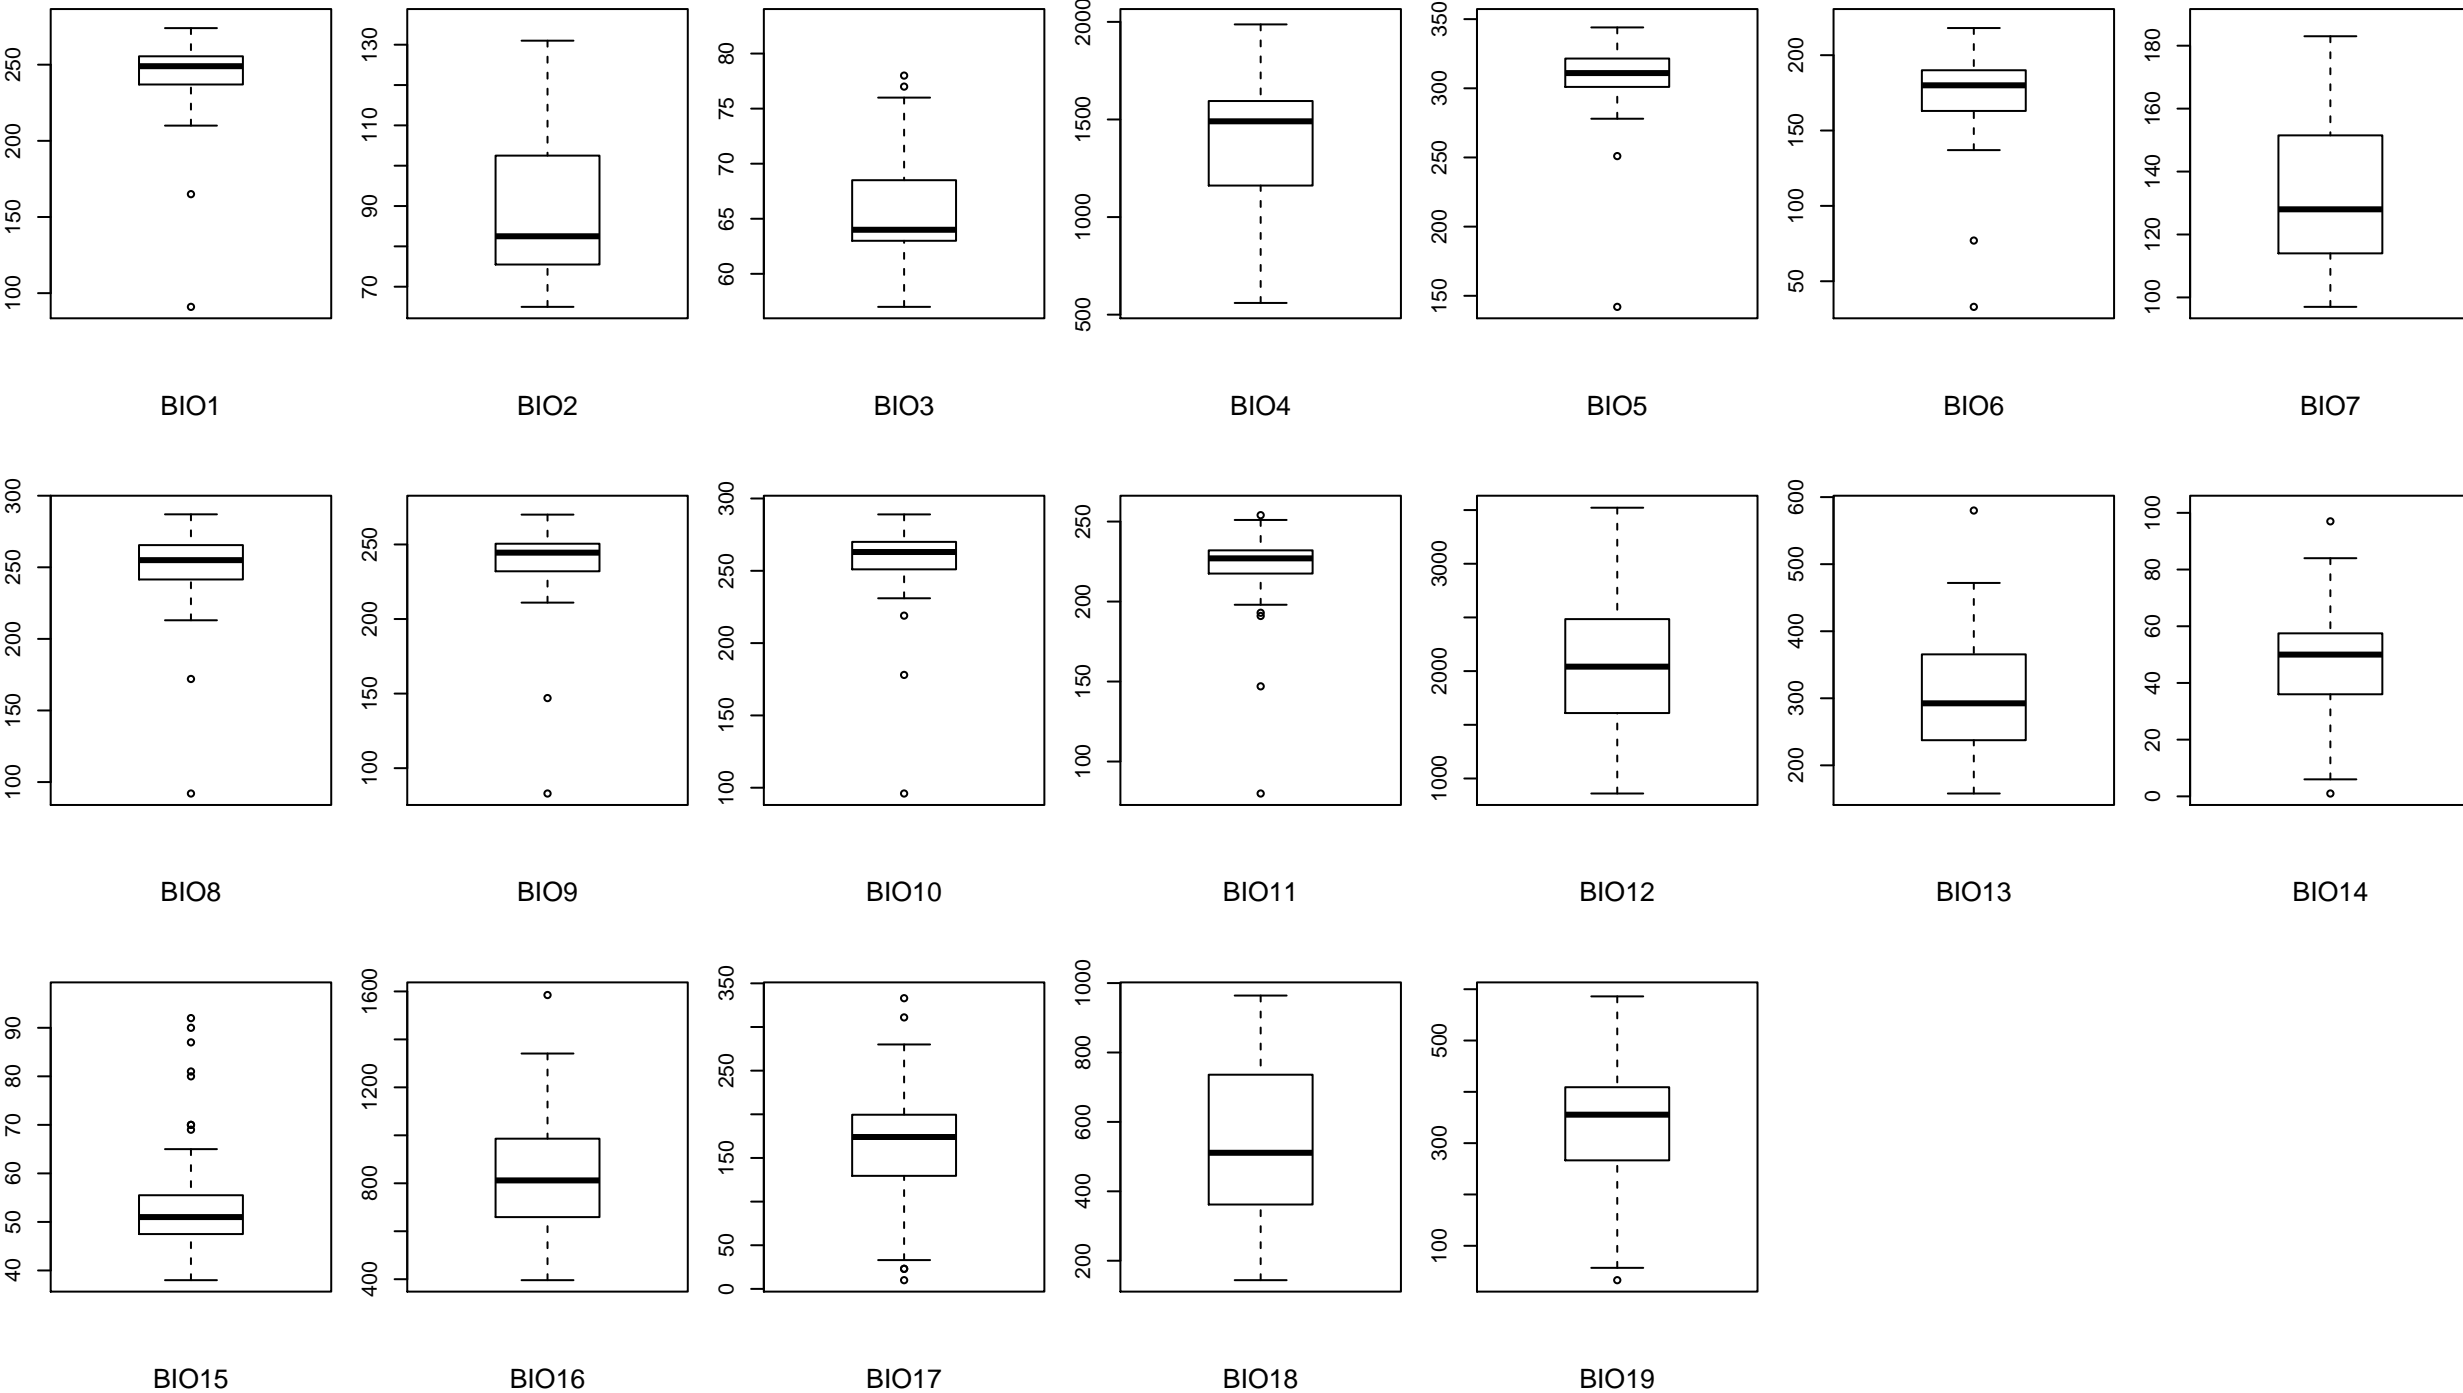 100 150 200 250
70 90 110 130
60 65 70 75 80
500 1000 1500 2000
150 200 250 300 350
50 100 150 200
100 120 140 160 180
BIO1 BIO2 BIO3 BIO4 BIO5 BIO6 BIO7
100 150 200 250 300
100 150 200 250
100 150 200 250 300
100 150 200 250
1000 2000 3000
200 300 400 500 600
0 20 40 60 80 100
BIO8 BIO9 BIO10 BIO11 BIO12 BIO13 BIO14
40 50 60 70 80 90
400 800 1200 1600
0 50 150 250 350
200 400 600 800 1000
100 300 500
BIO15 BIO16 BIO17 BIO18 BIO19